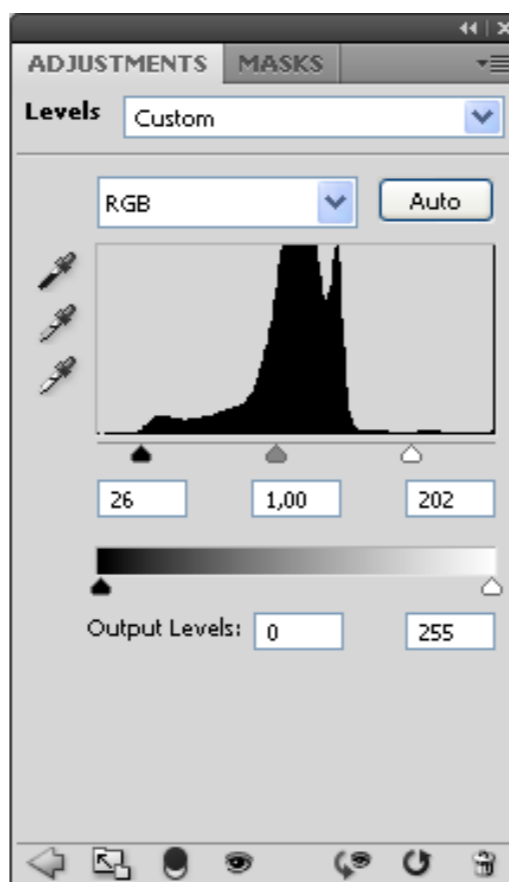 ADJUSTMENTS MASKS
Levels Custom
RGB Auto
26 1,00 202
Output Levels: 0 255